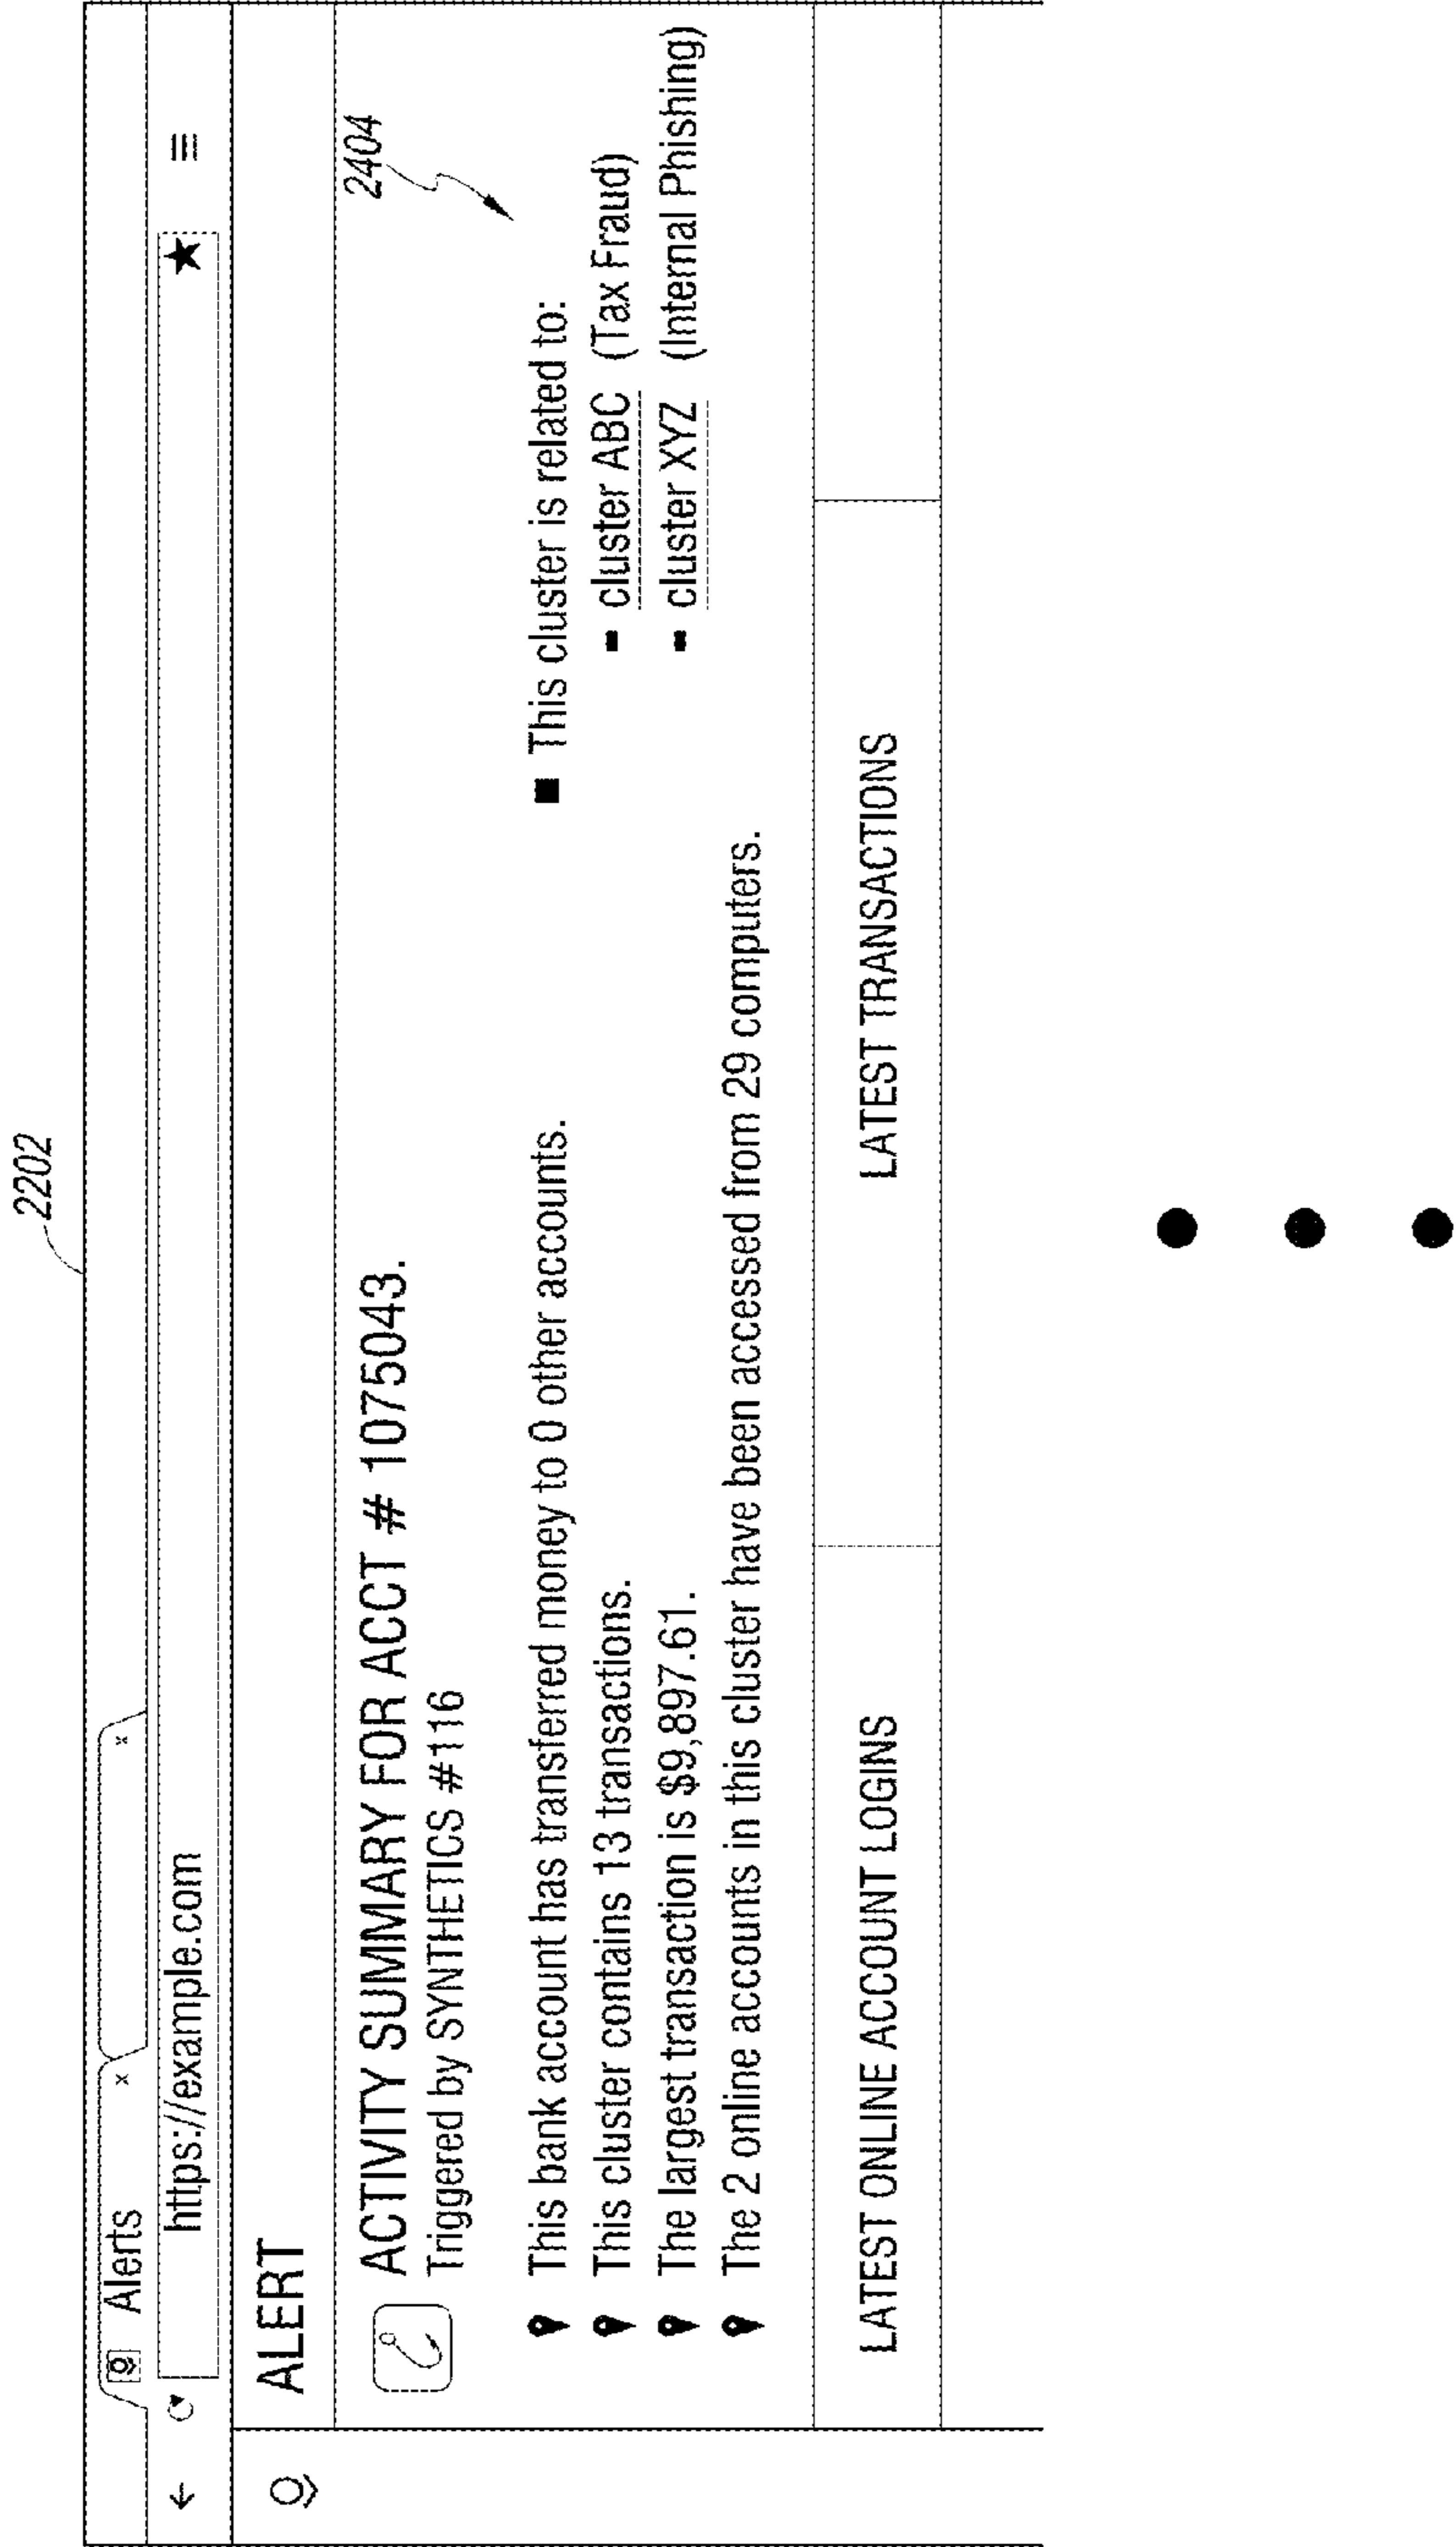 2202
Alerts x x
https://example.com
ALERT
2404
ACTIVITY SUMMARY FOR ACCT # 1075043.
Triggered by SYNTHETICS #116
This bank account has transferred money to 0 other accounts.
This cluster contains 13 transactions.
The largest transaction is $9,897.61.
The 2 online accounts in this cluster have been accessed from 29 computers.
This cluster is related to:
- cluster ABC (Tax Fraud)
- cluster XYZ (Internal Phishing)
LATEST ONLINE ACCOUNT LOGINS
LATEST TRANSACTIONS